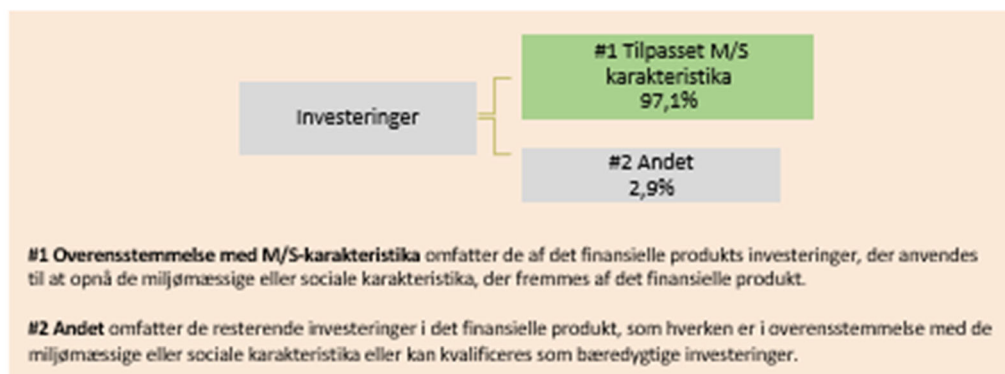 #1 Tilpasset M/S
karakteristika
97,1%
Investeringer
#2 Andet
2,9%
#1 Overensstemmelse med M/S-karakteristika omfatter de af det finansielle produkts investeringer, der anvendes
til at opnå de miljømæssige eller sociale karakteristika, der fremmes af det finansielle produkt.
#2 Andet omfatter de resterende investeringer i det finansielle produkt, som hverken er i overensstemmelse med de
miljømæssige eller sociale karakteristika eller kan kvalificeres som bæredygtige investeringer.